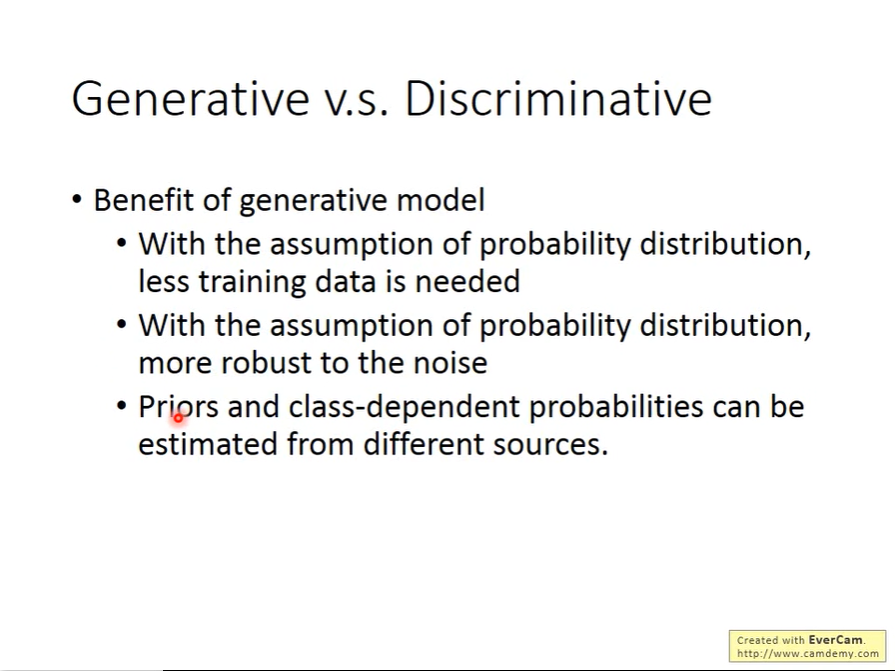 Generative v.s. Discriminative
• Benefit of generative model
• With the assumption of probability distribution,
less training data is needed
• With the assumption of probability distribution,
more robust to the noise
• Priors and class-dependent probabilities can be
estimated from different sources.
Created with EverCam.
http://www.camdemy.com